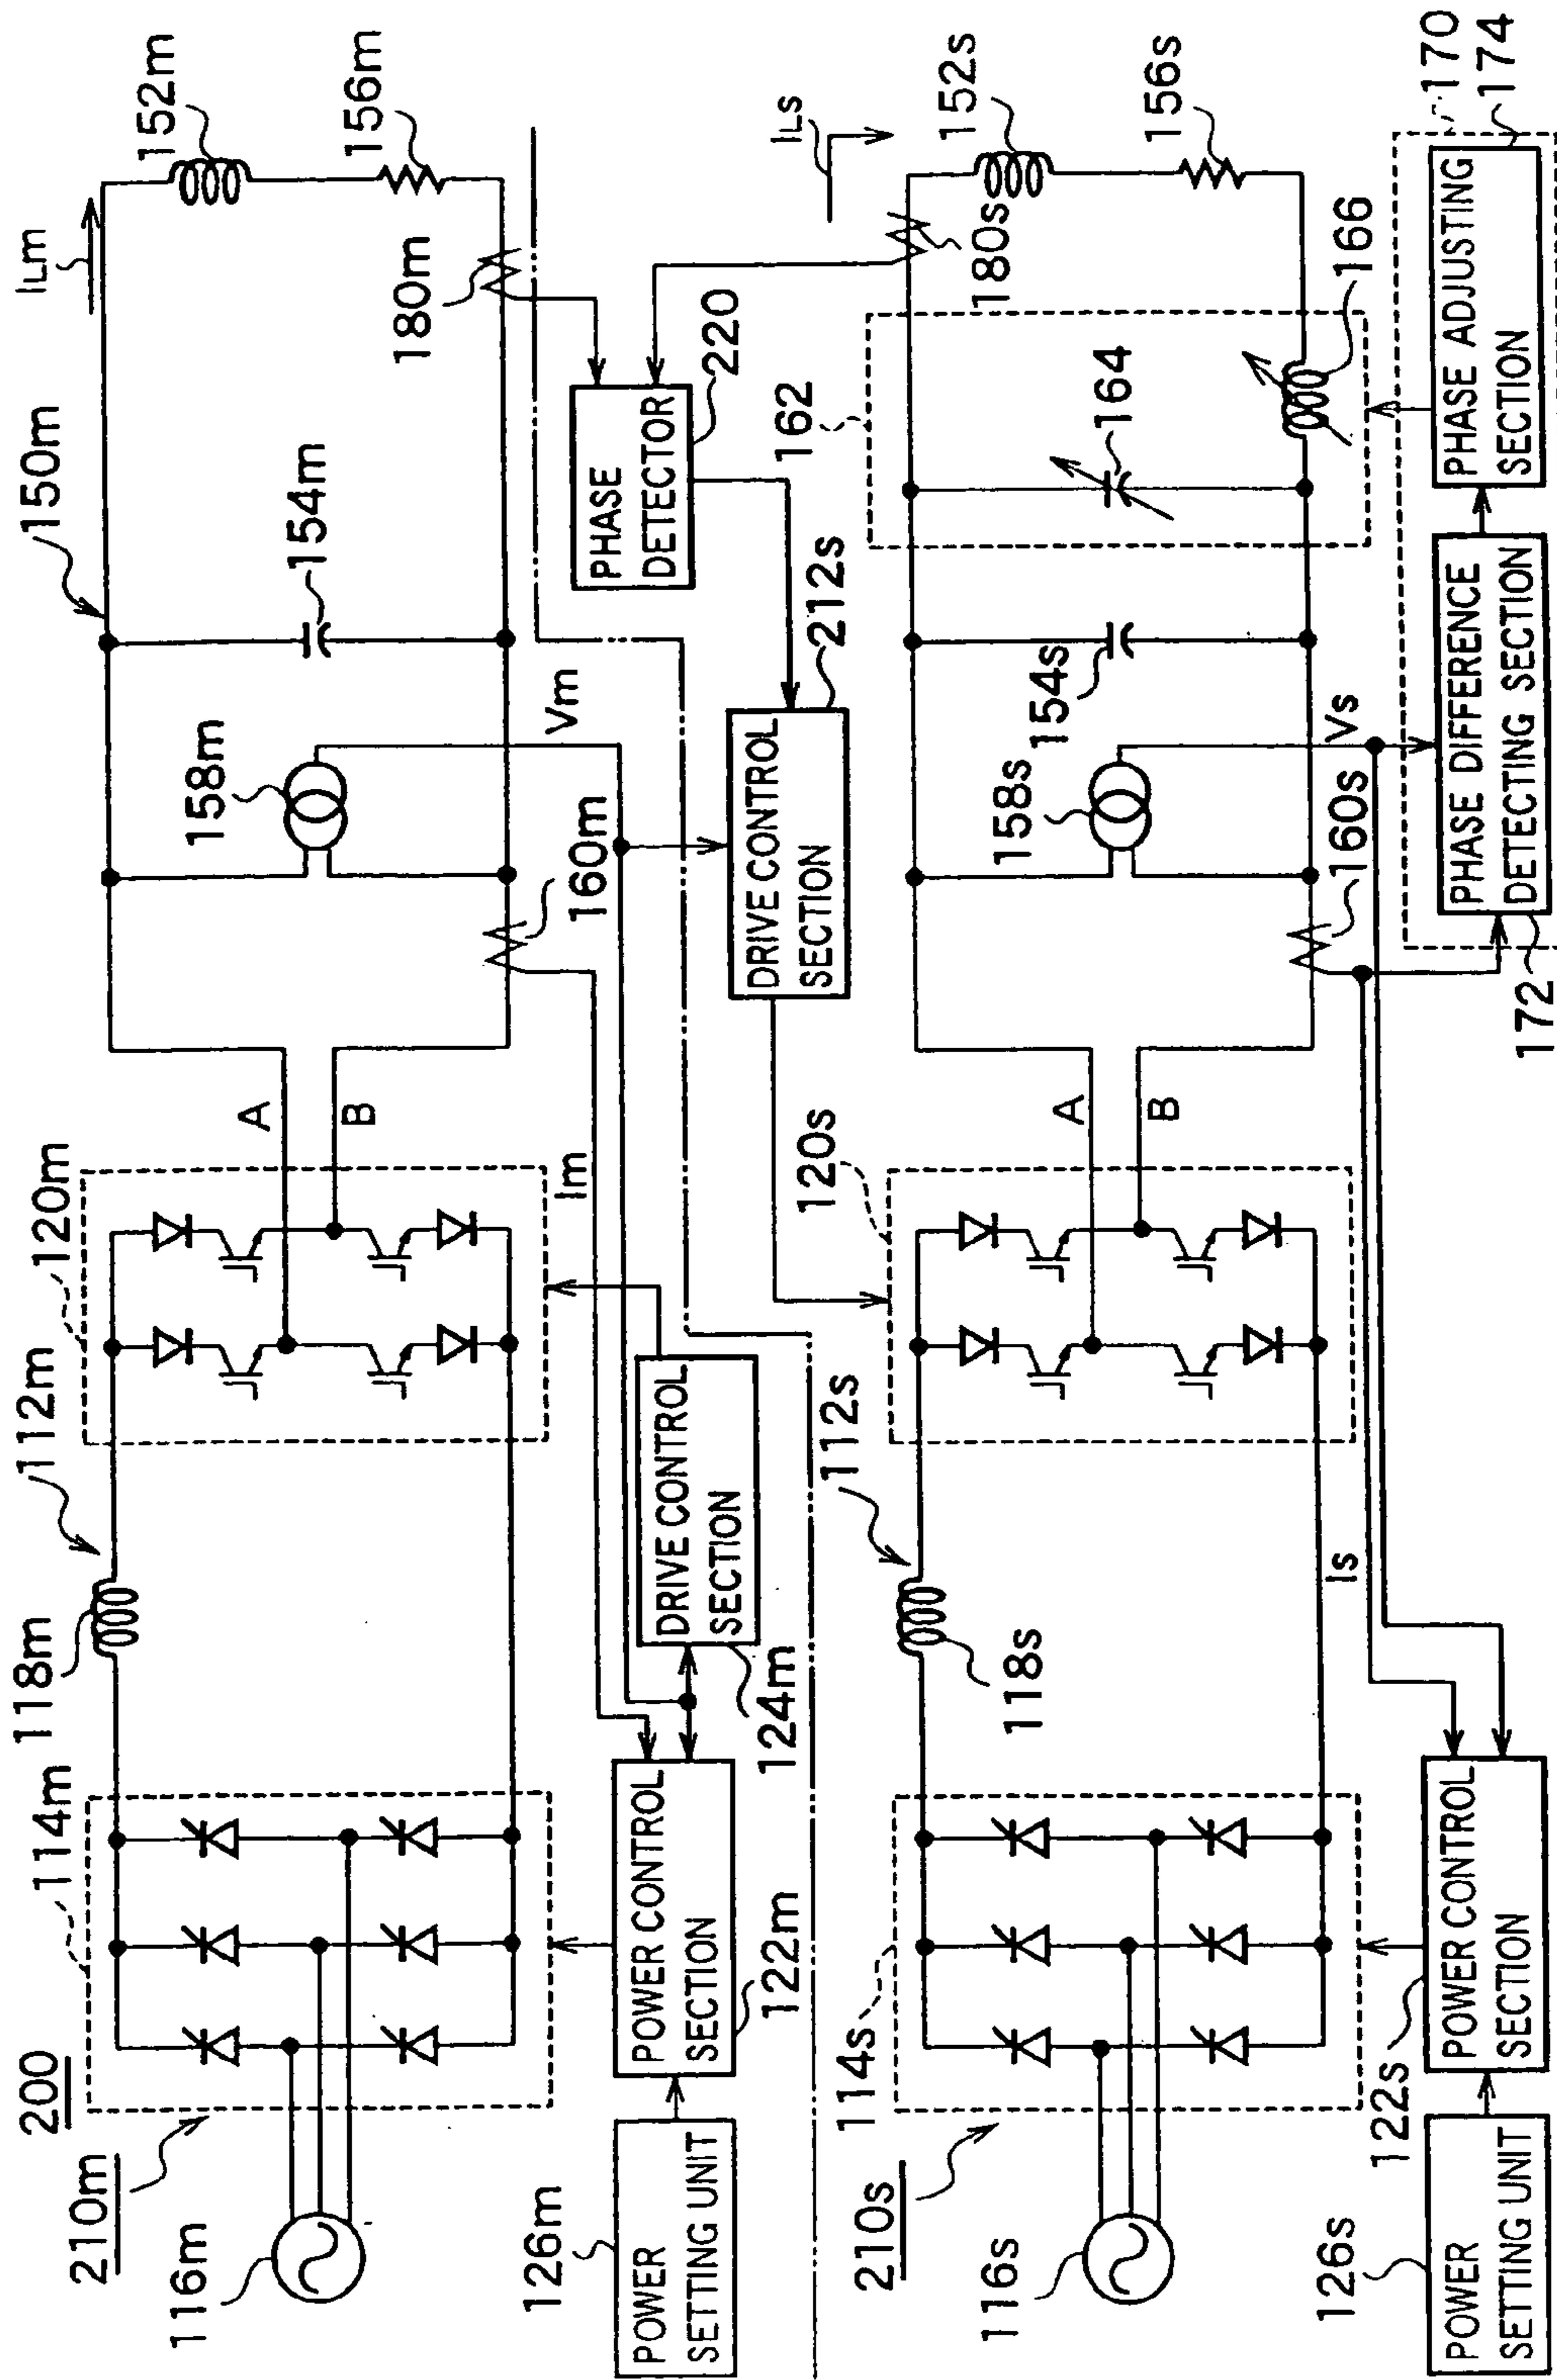 200
210m
114m
118m
112m
120m
150m
ILm
152m
156m
116m
A
B
158m
154m
180m
Im
160m
Vm
126m
POWER
SETTING UNIT
POWER CONTROL
SECTION
122m
124m
DRIVE CONTROL
SECTION
DRIVE CONTROL
SECTION
212s
PHASE
DETECTOR
220
ILs
210s
114s
118s
112s
120s
162
180s
152s
156s
116s
A
B
158s
154s
164
166
Is
160s
Vs
126s
POWER
SETTING UNIT
122s
POWER CONTROL
SECTION
172
PHASE DIFFERENCE
DETECTING SECTION
PHASE ADJUSTING
SECTION
170
174